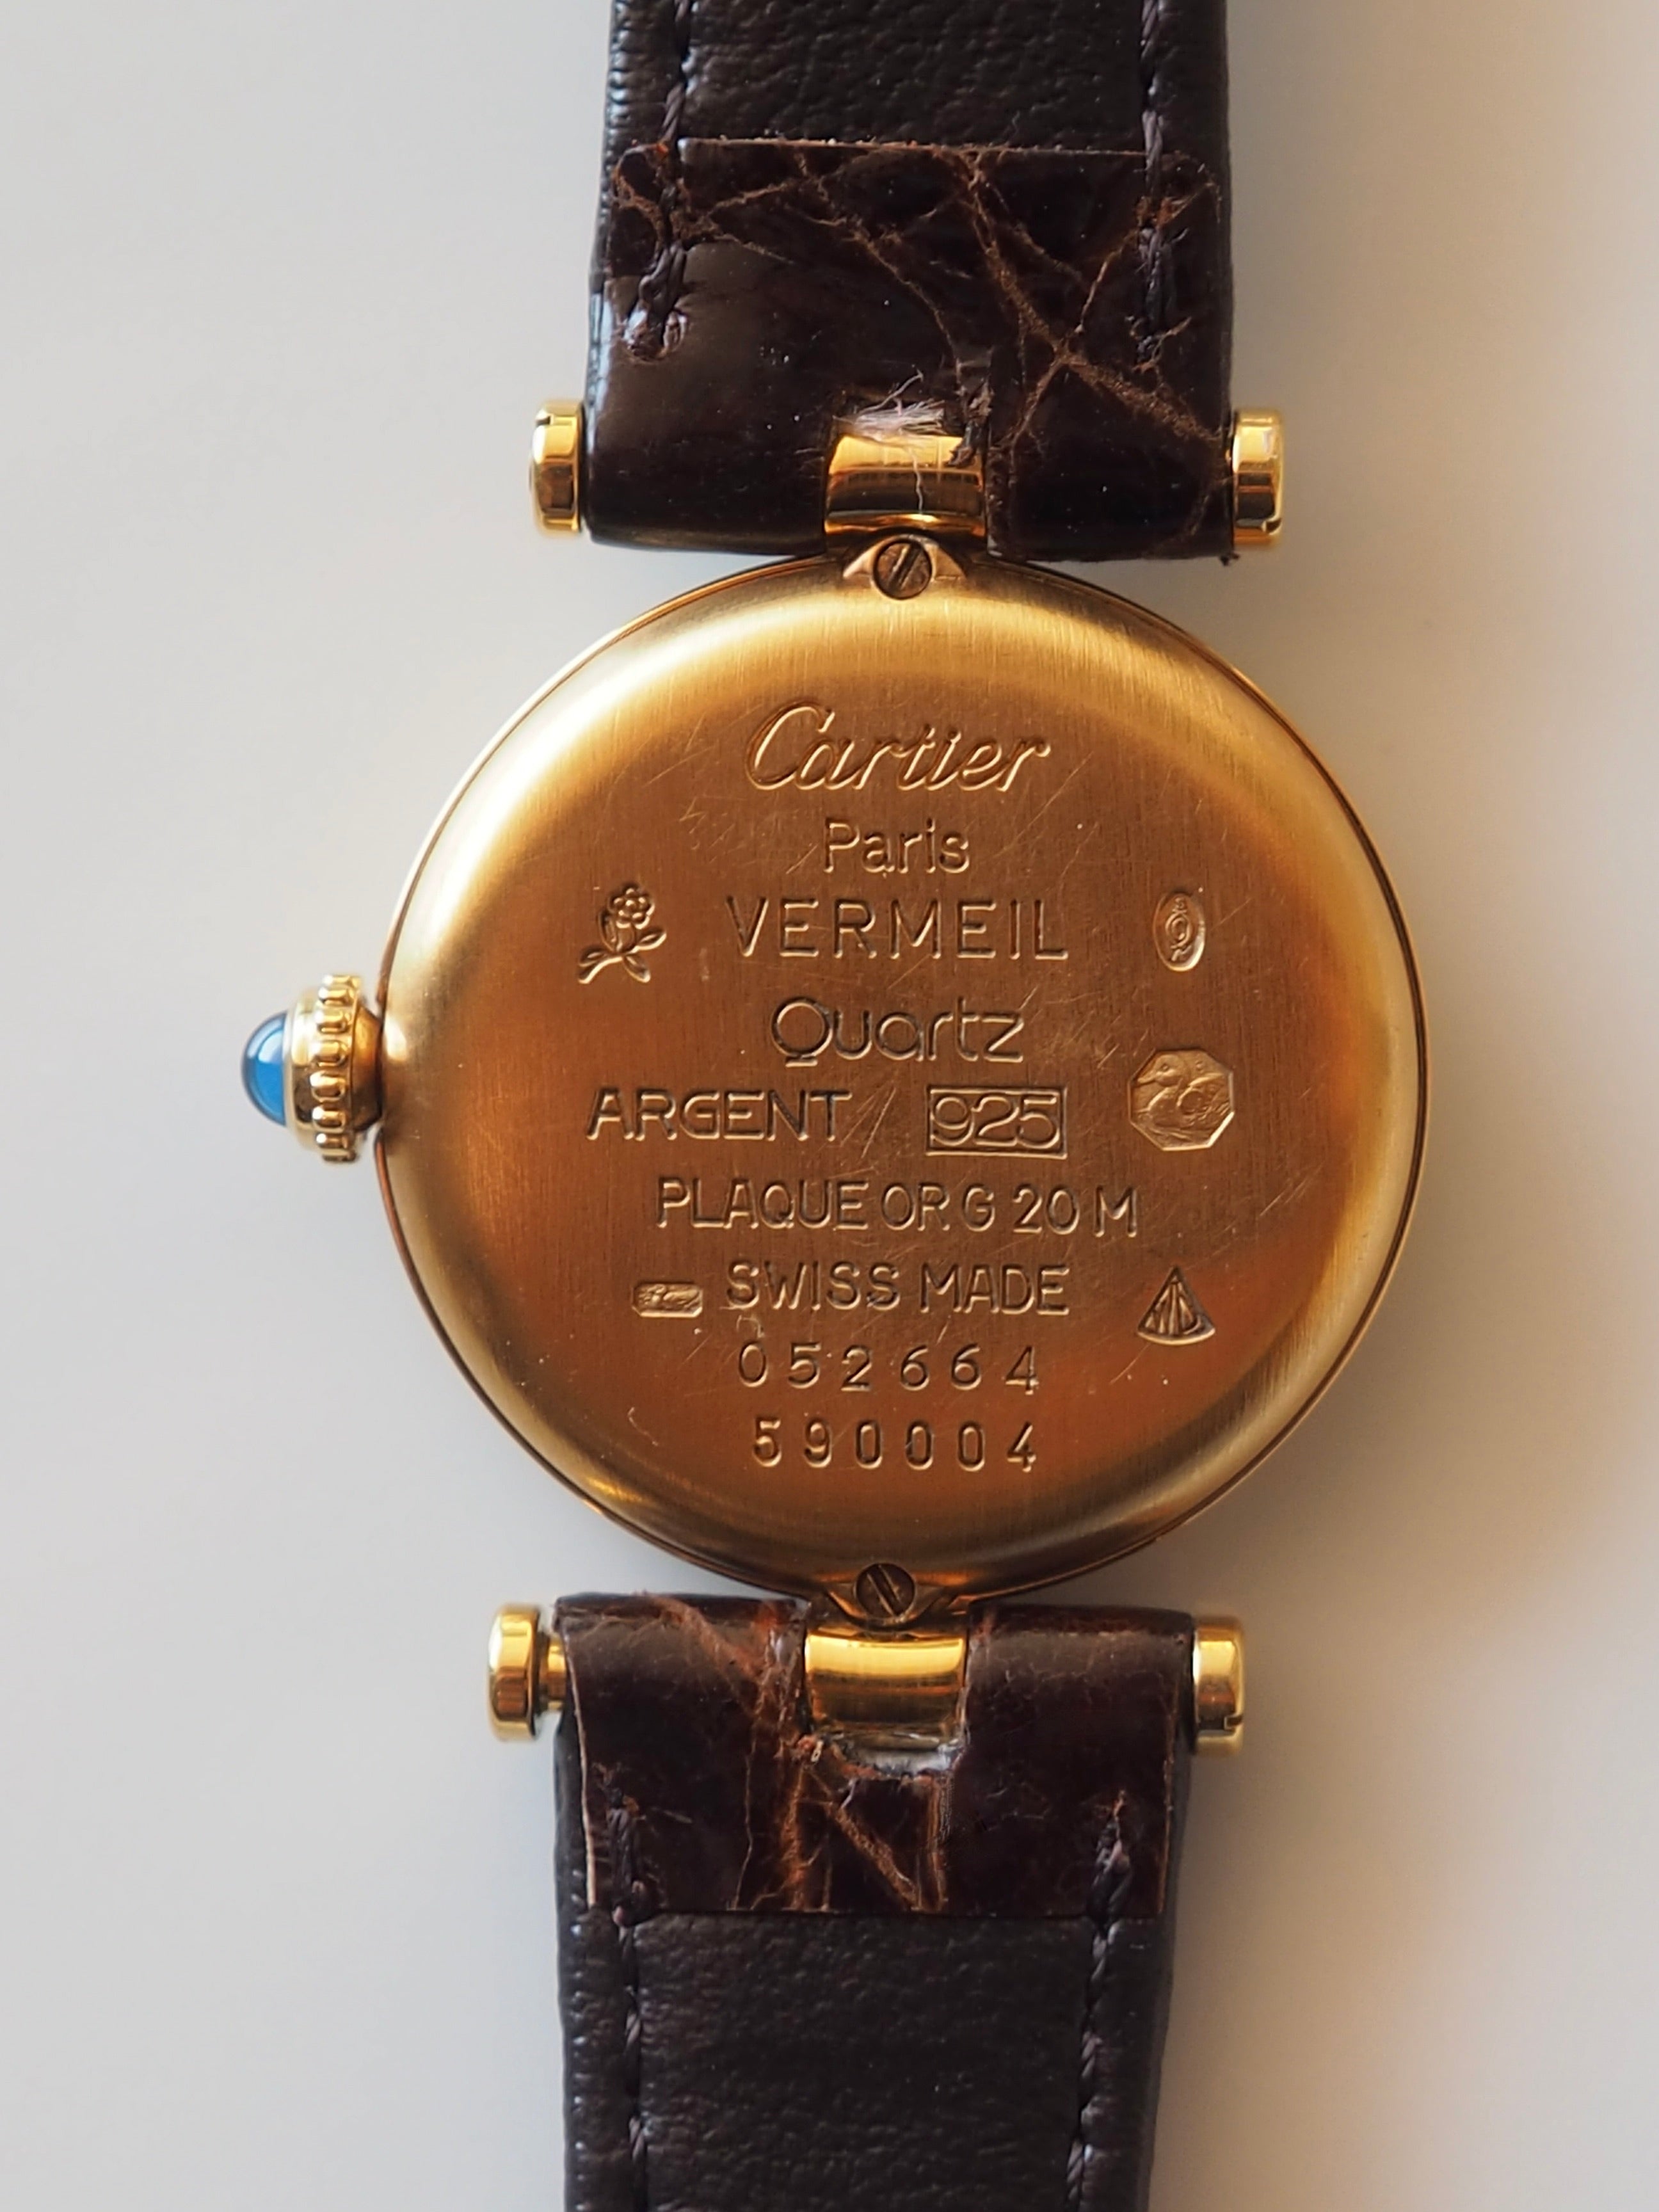 Cartier
Paris
VERMEIL
Quartz
ARGENT 925
PLAQUE OR G 20 M
SWISS MADE
052664
590004